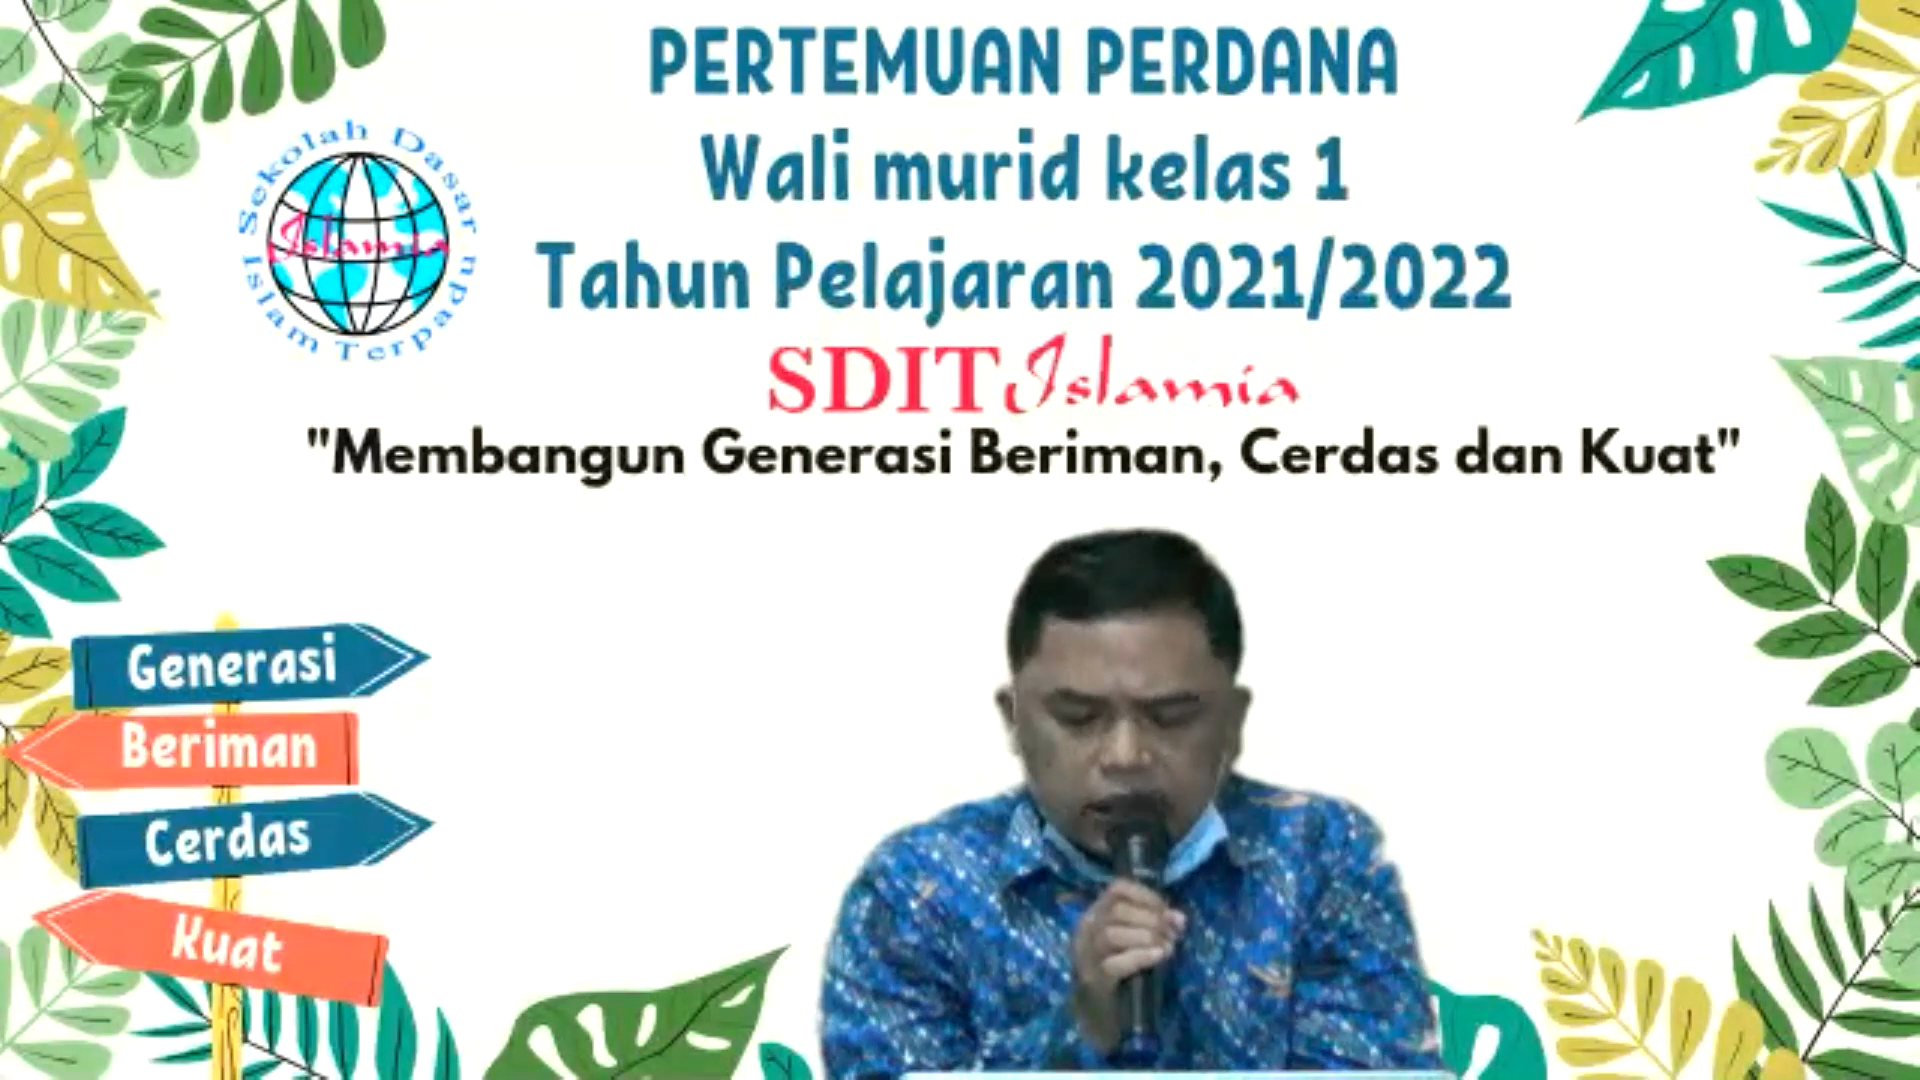 PERTEMUAN PERDANA
Wali murid kelas 1
Tahun Pelajaran 2021/2022
SDIT Islamia
"Membangun Generasi Beriman, Cerdas dan Kuat"
Sekolah Dasar
Islamia
Islam Terpadu
Generasi
Beriman
Cerdas
Kuat